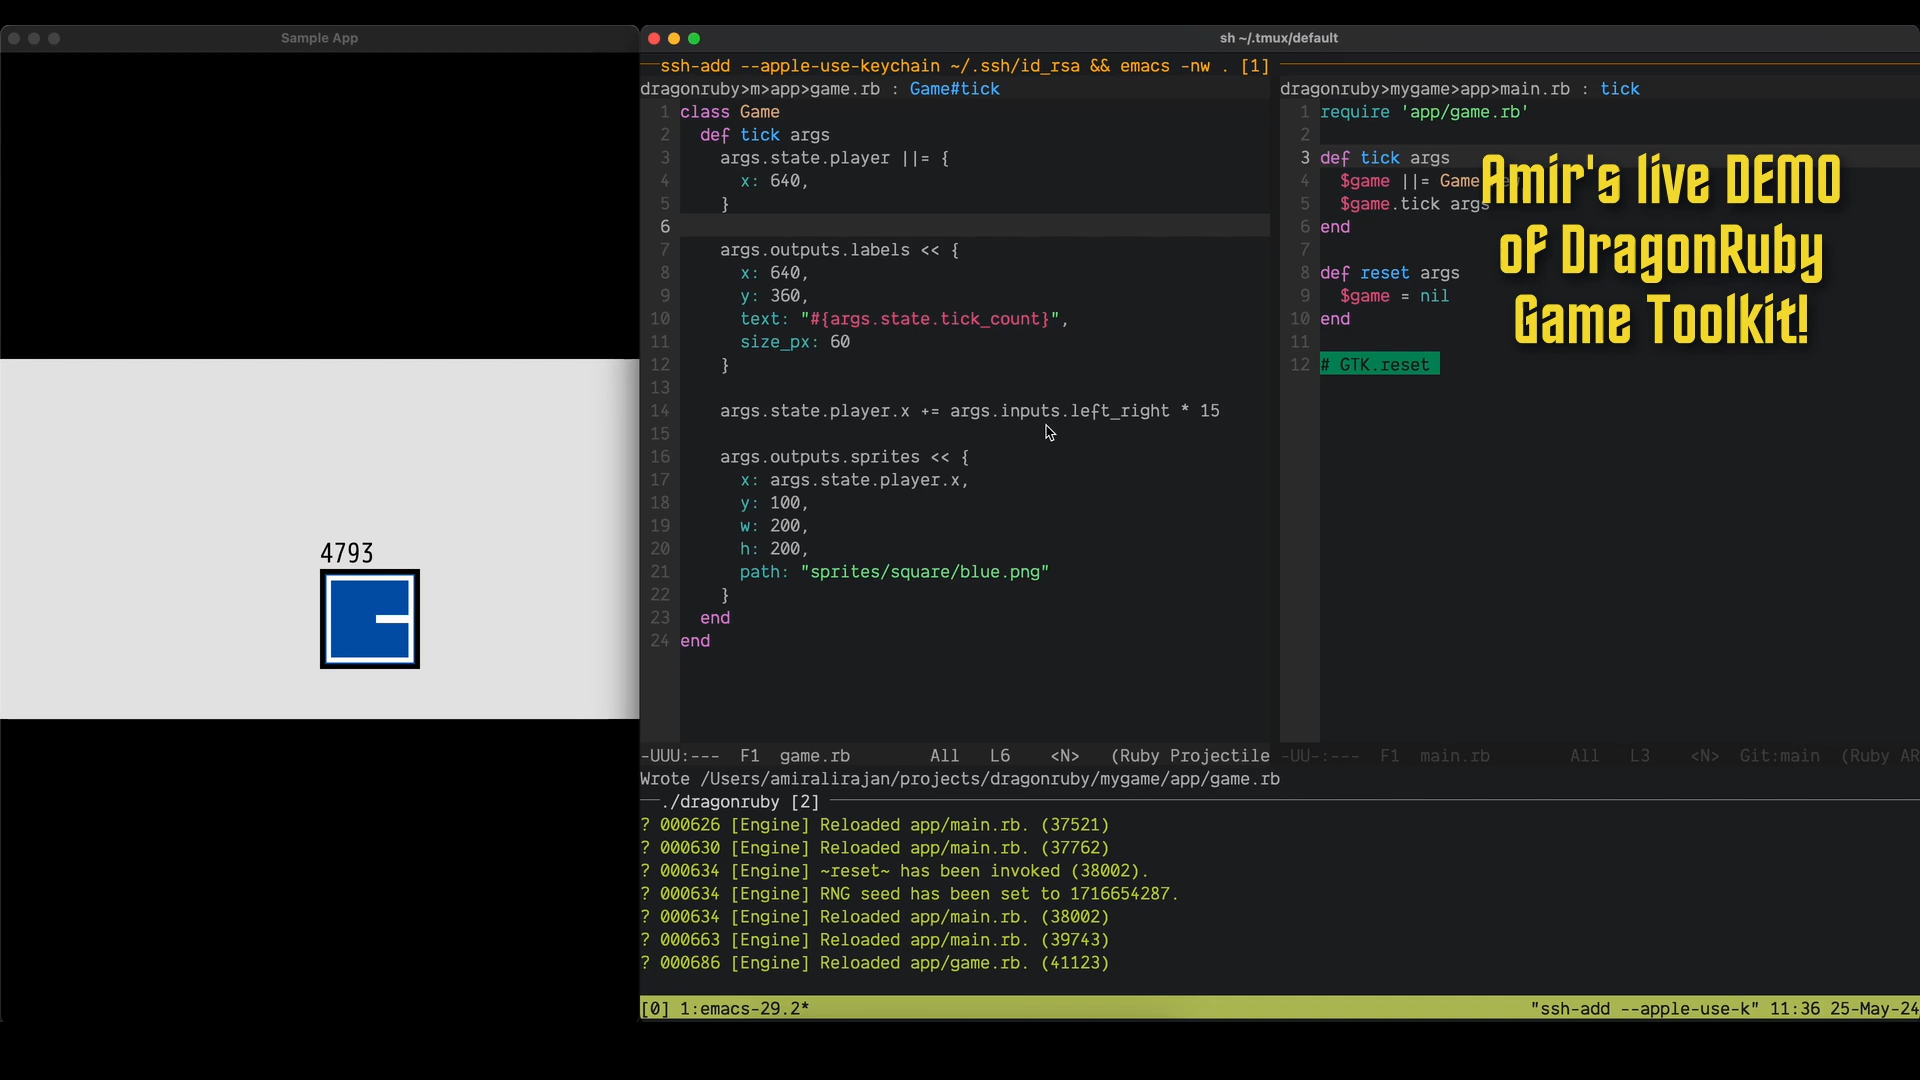 Sample App
sh ~/.tmux/default
ssh-add --apple-use-keychain ~/.ssh/id_rsa && emacs -nw . [1]
dragonruby>m>app>game.rb : Game#tick
1 class Game
2 def tick args
3 args.state.player ||= {
4 x: 640,
5 }
6
7 args.outputs.labels << {
8 x: 640,
9 y: 360,
10 text: "#{args.state.tick_count}",
11 size_px: 60
12 }
13
14 args.state.player.x += args.inputs.left_right * 15
15
16 args.outputs.sprites << {
17 x: args.state.player.x,
18 y: 100,
19 w: 200,
20 h: 200,
21 path: "sprites/square/blue.png"
22 }
23 end
24 end
-UUU:--- F1 game.rb All L6 <N> (Ruby Projectile
dragonruby>mygame>app>main.rb : tick
1 require 'app/game.rb'
2
3 def tick args
4 $game ||= Game
5 $game.tick args
6 end
7
8 def reset args
9 $game = nil
10 end
11
12 # GTK.reset
-UU-:--- F1 main.rb All L3 <N> Git:main (Ruby AR
Amir's live DEMO
of DragonRuby
Game Toolkit!
4793
Wrote /Users/amiralirajan/projects/dragonruby/mygame/app/game.rb
./dragonruby [2]
? 000626 [Engine] Reloaded app/main.rb. (37521)
? 000630 [Engine] Reloaded app/main.rb. (37762)
? 000634 [Engine] ~reset~ has been invoked (38002).
? 000634 [Engine] RNG seed has been set to 1716654287.
? 000634 [Engine] Reloaded app/main.rb. (38002)
? 000663 [Engine] Reloaded app/main.rb. (39743)
? 000686 [Engine] Reloaded app/game.rb. (41123)
[0] 1:emacs-29.2* "ssh-add --apple-use-k" 11:36 25-May-24